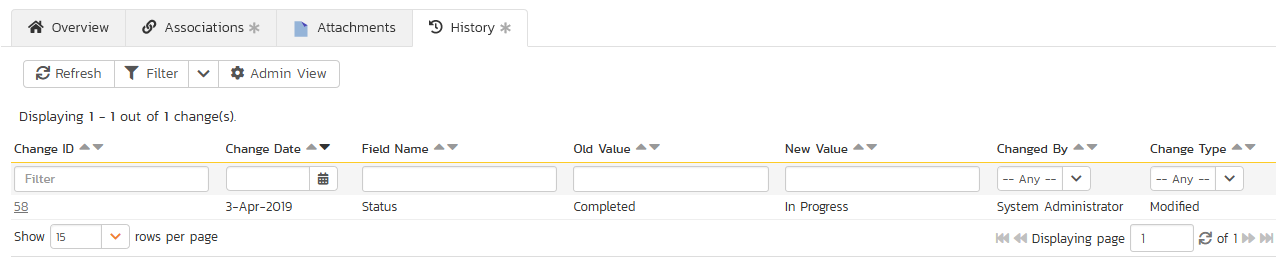 Overview Associations Attachments History
Refresh Filter Admin View
Displaying 1 - 1 out of 1 change(s).
Change ID Change Date Field Name Old Value New Value Changed By Change Type
Filter -- Any -- -- Any --
58 3-Apr-2019 Status Completed In Progress System Administrator Modified
Show 15 rows per page Displaying page 1 of 1